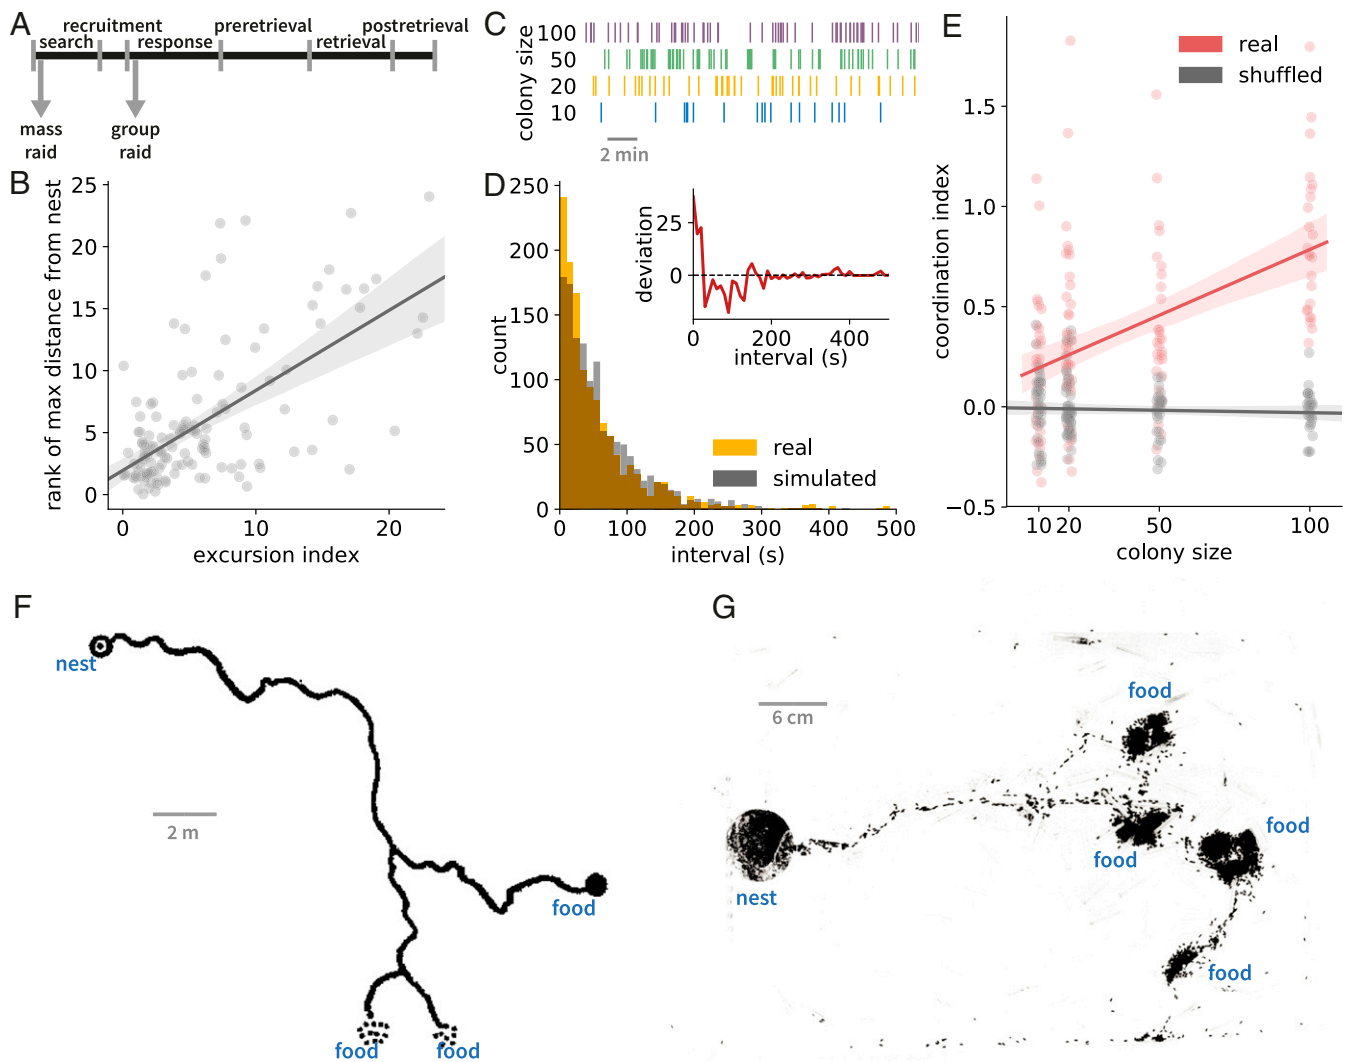 A
recruitment
preretrieval
postretrieval
search
response
retrieval
mass
raid
group
raid
B
rank of max distance from nest
25
20
15
10
5
0
0
10
20
excursion index
C
colony size
100
50
20
10
2 min
D
count
250
200
150
100
50
0
0
100
200
300
400
500
interval (s)
real
simulated
deviation
25
0
0
200
400
interval (s)
E
coordination index
real
shuffled
1.5
1.0
0.5
0.0
−0.5
10
20
50
100
colony size
F
nest
2 m
food
food
food
G
6 cm
food
food
food
nest
food